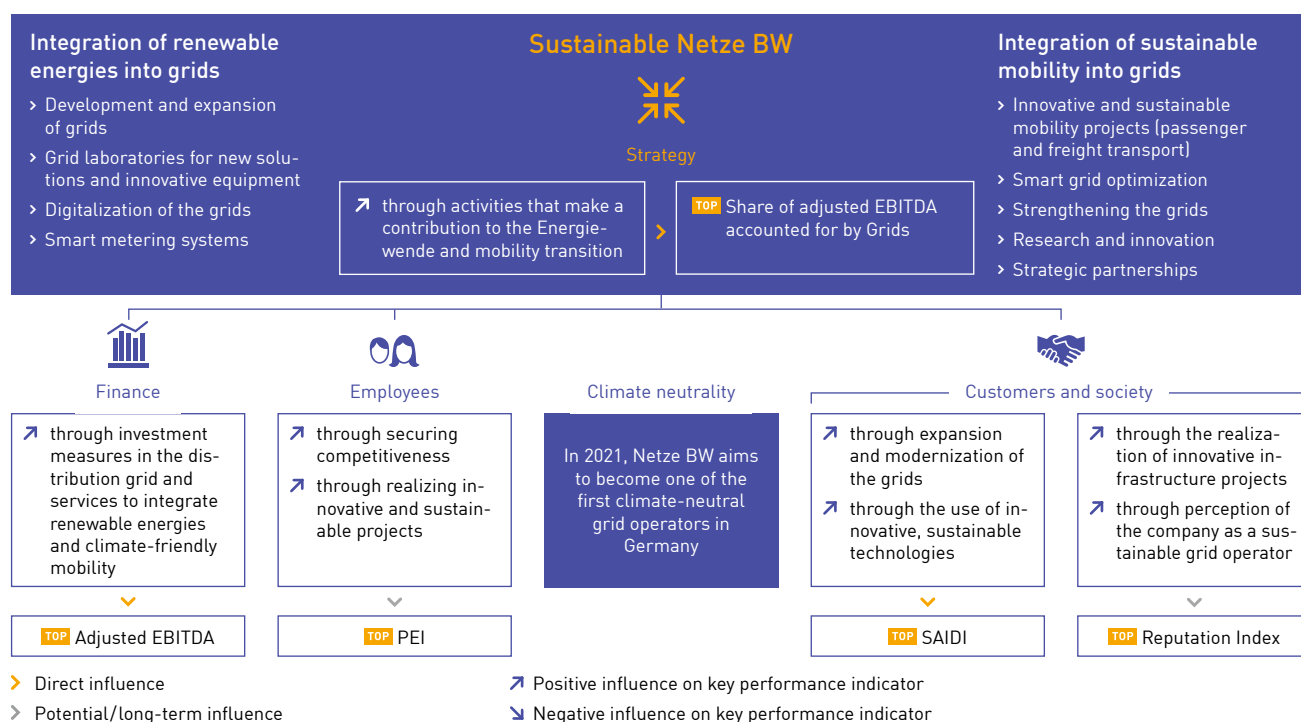 Integration of renewable
energies into grids
› Development and expansion
of grids
› Grid laboratories for new solu-
tions and innovative equipment
› Digitalization of the grids
› Smart metering systems
Sustainable Netze BW
Strategy
through activities that make a
contribution to the Energie-
wende and mobility transition
TOP Share of adjusted EBITDA
accounted for by Grids
Integration of sustainable
mobility into grids
› Innovative and sustainable
mobility projects (passenger
and freight transport)
› Smart grid optimization
› Strengthening the grids
› Research and innovation
› Strategic partnerships
Finance
through investment
measures in the dis-
tribution grid and
services to integrate
renewable energies
and climate-friendly
mobility
TOP Adjusted EBITDA
Employees
through securing
competitiveness
through realizing in-
novative and sustain-
able projects
TOP PEI
Climate neutrality
In 2021, Netze BW aims
to become one of the
first climate-neutral
grid operators in
Germany
Customers and society
through expansion
and modernization of
the grids
through the use of in-
novative, sustainable
technologies
TOP SAIDI
through the realiza-
tion of innovative in-
frastructure projects
through perception of
the company as a sus-
tainable grid operator
TOP Reputation Index
Direct influence
Potential/long-term influence
Positive influence on key performance indicator
Negative influence on key performance indicator